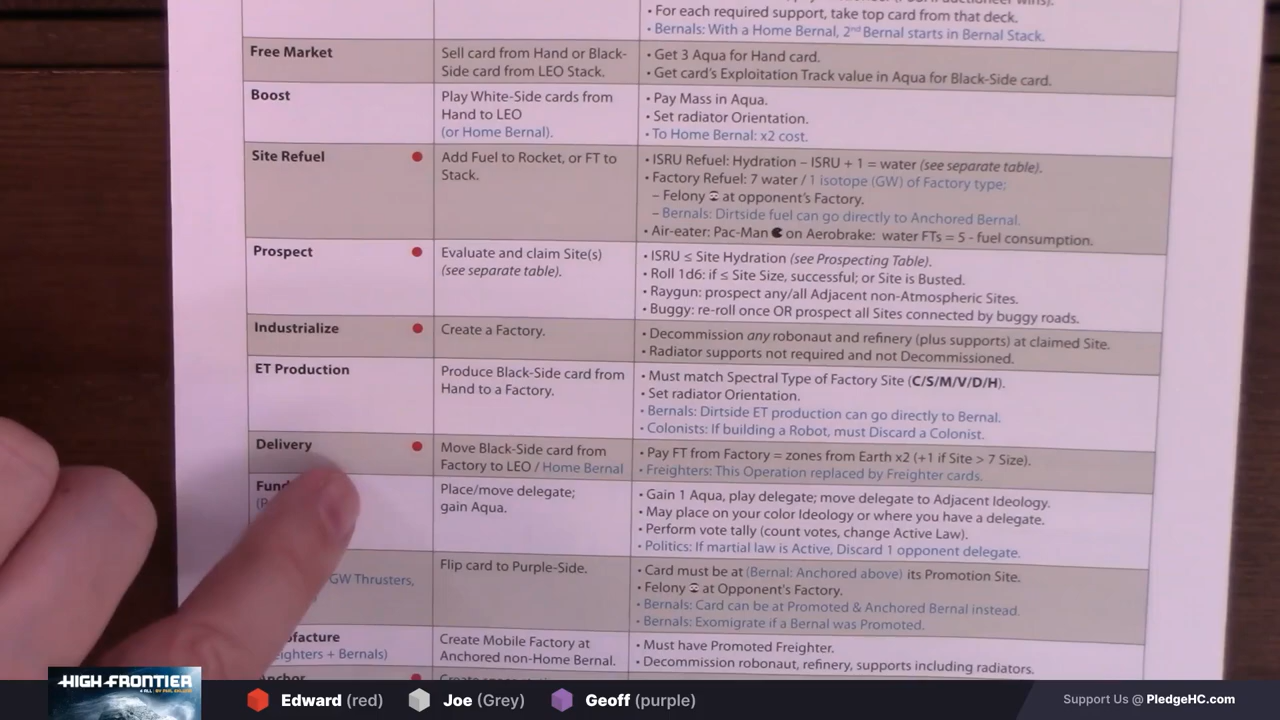 • For each required support, take top card from that deck.
• Bernals: With a Home Bernal, 2nd Bernal starts in Bernal Stack.
Free Market
Sell card from Hand or Black-
Side card from LEO Stack.
• Get 3 Aqua for Hand card.
• Get card's Exploitation Track value in Aqua for Black-Side card.
Boost
Play White-Side cards from
Hand to LEO
(or Home Bernal).
• Pay Mass in Aqua.
• Set radiator Orientation.
• To Home Bernal: x2 cost.
Site Refuel
Add Fuel to Rocket, or FT to
Stack.
• ISRU Refuel: Hydration – ISRU + 1 = water (see separate table).
• Factory Refuel: 7 water / 1 isotope (GW) of Factory type:
– Felony at opponent's Factory.
– Bernals: Dirtside fuel can go directly to Anchored Bernal.
• Air-eater: Pac-Man on Aerobrake: water FTs = 5 - fuel consumption.
Prospect
Evaluate and claim Site(s)
(see separate table).
• ISRU ≤ Site Hydration (see Prospecting Table).
• Roll 1d6: if ≤ Site Size, successful; or Site is Busted.
• Raygun: prospect any/all Adjacent non-Atmospheric Sites.
• Buggy: re-roll once OR prospect all Sites connected by buggy roads.
Industrialize
Create a Factory.
• Decommission any robonaut and refinery (plus supports) at claimed Site.
• Radiator supports not required and not Decommissioned.
ET Production
Produce Black-Side card from
Hand to a Factory.
• Must match Spectral Type of Factory Site (C/S/M/V/D/H).
• Set radiator Orientation.
• Bernals: Dirtside ET production can go directly to Bernal.
• Colonists: If building a Robot, must Discard a Colonist.
Delivery
Move Black-Side card from
Factory to LEO / Home Bernal
• Pay FT from Factory = zones from Earth x2 (+1 if Site > 7 Size).
• Freighters: This Operation replaced by Freighter cards.
Place/move delegate;
gain Aqua.
• Gain 1 Aqua, play delegate; move delegate to Adjacent Ideology.
• May place on your color Ideology or where you have a delegate.
• Perform vote tally (count votes, change Active Law).
• Politics: If martial law is Active, Discard 1 opponent delegate.
GW Thrusters,
Flip card to Purple-Side.
• Card must be at (Bernal: Anchored above) its Promotion Site.
• Felony at Opponent's Factory.
• Bernals: Card can be at Promoted & Anchored Bernal instead.
• Bernals: Exomigrate if a Bernal was Promoted.
+ Bernals)
Create Mobile Factory at
Anchored non-Home Bernal.
• Must have Promoted Freighter.
• Decommission robonaut, refinery, supports including radiators.
HIGH FRONTIER
4 ALL
Edward (red)
Joe (Grey)
Geoff (purple)
Support Us @ PledgeHC.com